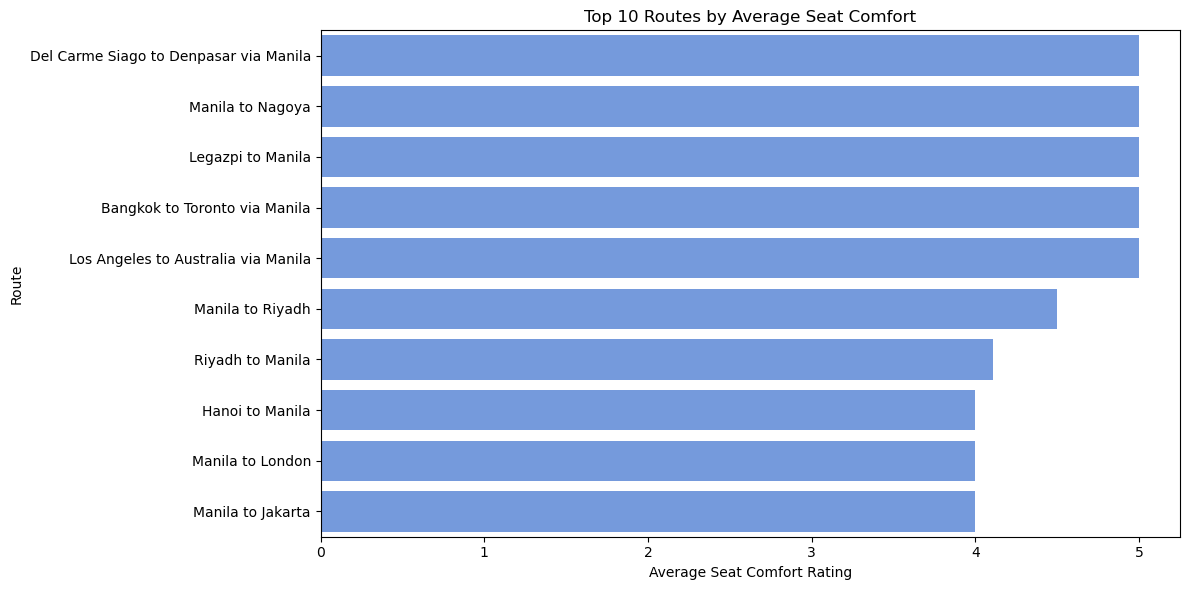 Top 10 Routes by Average Seat Comfort
Route
Del Carme Siago to Denpasar via Manila
Manila to Nagoya
Legazpi to Manila
Bangkok to Toronto via Manila
Los Angeles to Australia via Manila
Manila to Riyadh
Riyadh to Manila
Hanoi to Manila
Manila to London
Manila to Jakarta
0 1 2 3 4 5
Average Seat Comfort Rating